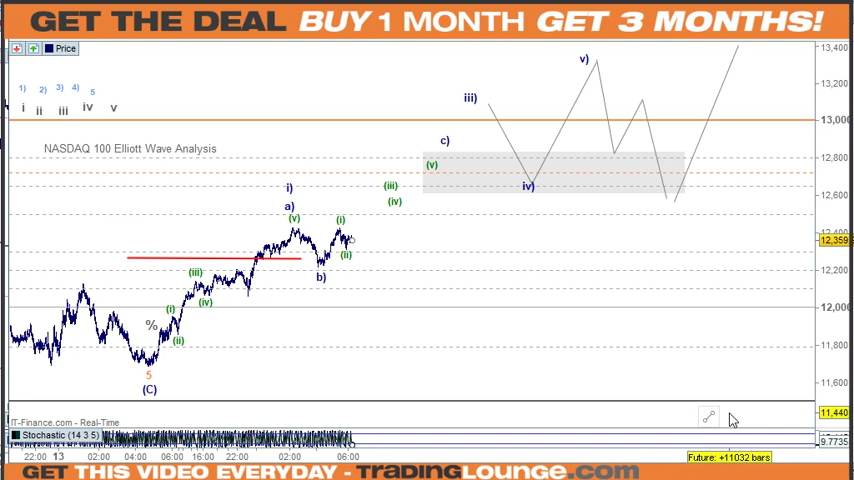 GET THE DEAL BUY 1 MONTH GET 3 MONTHS!
Price
13,400
13,200
13,000
12,800
12,600
12,400
12,359
12,200
12,000
11,800
11,600
11,440
9.7735
1) 2) 3) 4) 5
i ii iii iv v
NASDAQ 100 Elliott Wave Analysis
iii)
v)
c)
(v)
iv)
(iii)
(iv)
i)
a)
(v)
(i)
(ii)
b)
(iii)
(iv)
(i)
(ii)
%
5
(C)
IT-Finance.com - Real-Time
Stochastic (14 3 5)
22:00 13 02:00 04:00 06:00 16:00 22:00 02:00 06:00
Future: +11032 bars
GET THIS VIDEO EVERYDAY - TradingLounge.com